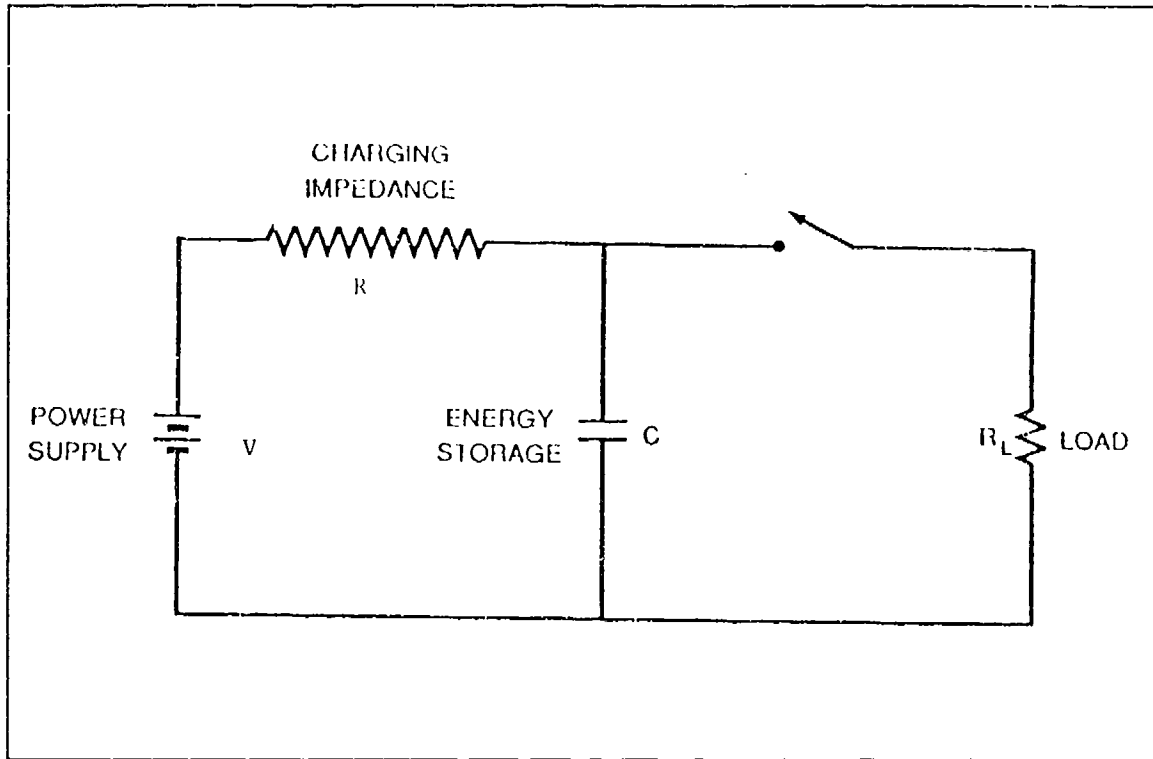 CHARGING
IMPEDANCE
R
POWER
SUPPLY
V
ENERGY
STORAGE
C
R_L
LOAD